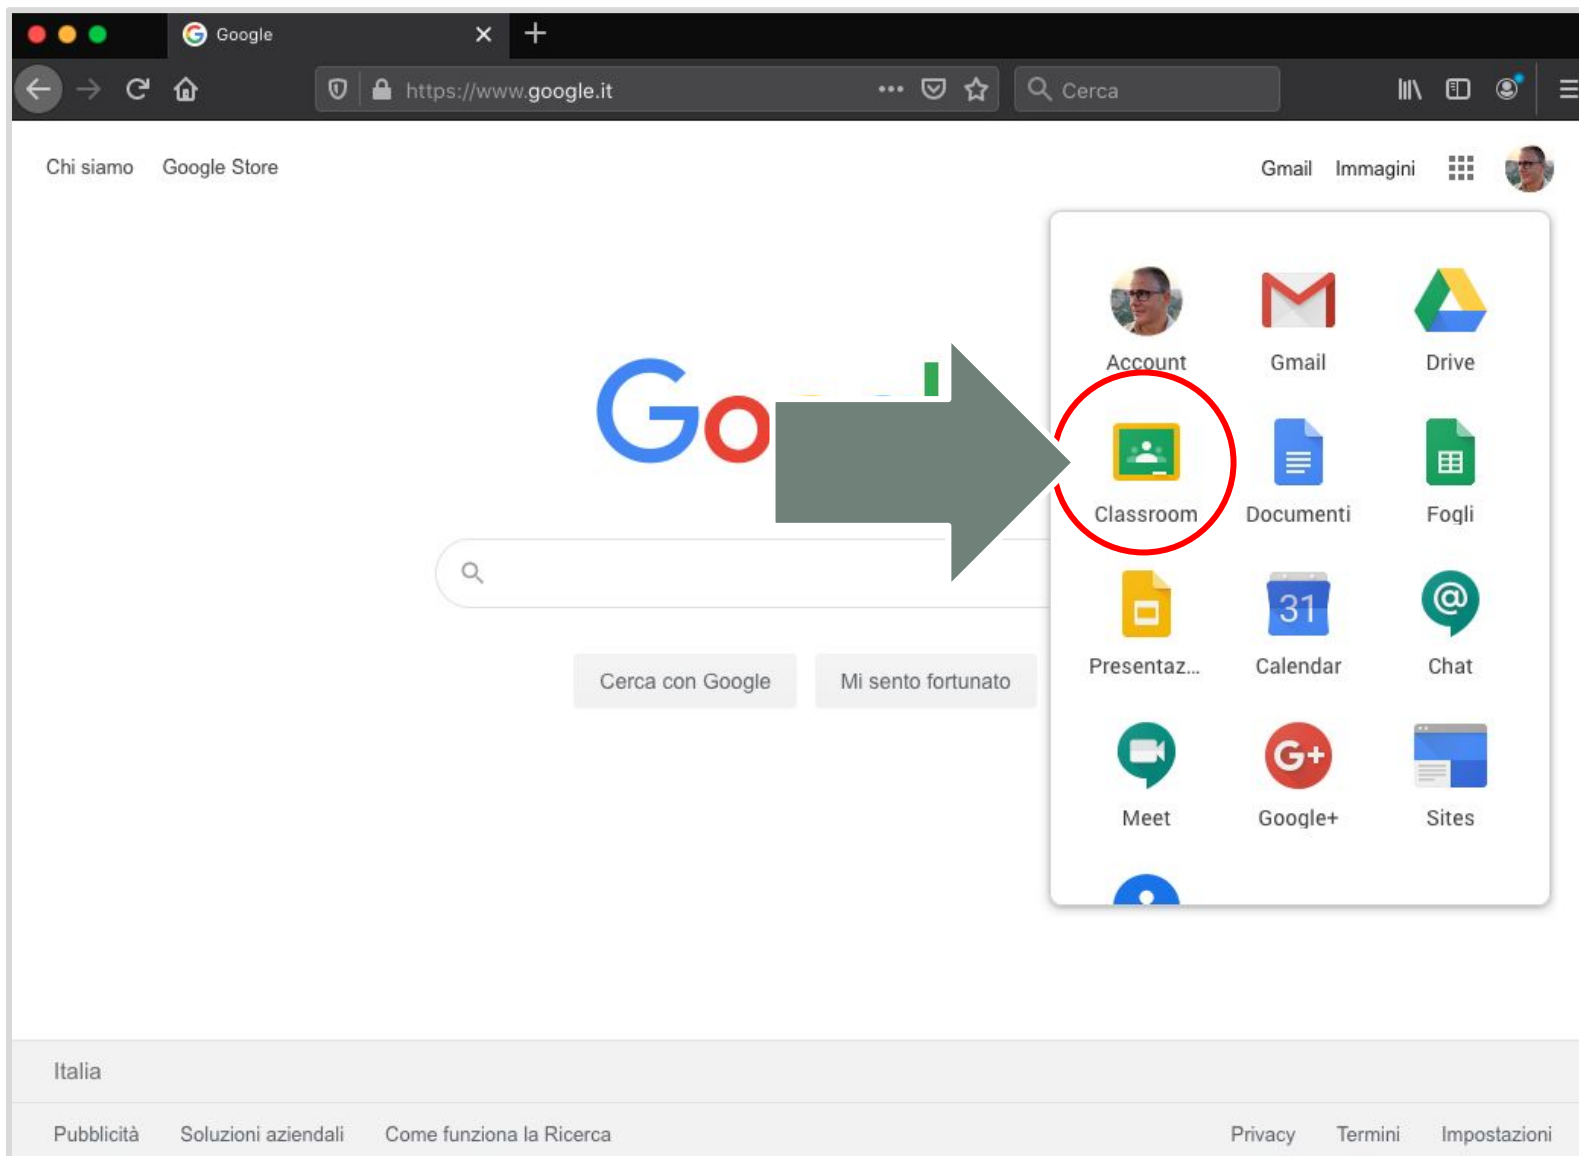 Google
https://www.google.it
Cerca
Chi siamo Google Store
Gmail Immagini
Account Gmail Drive
Classroom Documenti Fogli
31
Presentaz... Calendar Chat
G+
Meet Google+ Sites
Go
Cerca con Google Mi sento fortunato
Italia
Pubblicità Soluzioni aziendali Come funziona la Ricerca
Privacy Termini Impostazioni